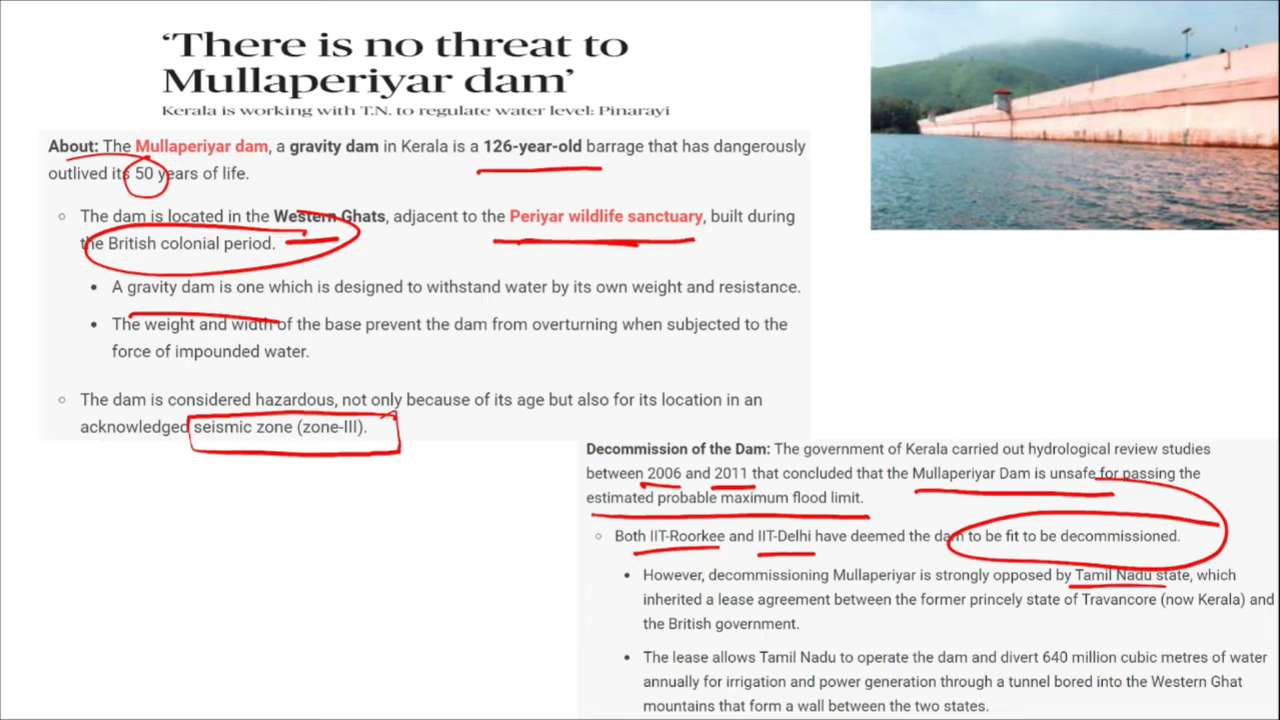 ‘There is no threat to
Mullaperiyar dam’
Kerala is working with T.N. to regulate water level: Pinarayi
About: The Mullaperiyar dam, a gravity dam in Kerala is a 126-year-old barrage that has dangerously
outlived its 50 years of life.
The dam is located in the Western Ghats, adjacent to the Periyar wildlife sanctuary, built during
the British colonial period.
A gravity dam is one which is designed to withstand water by its own weight and resistance.
The weight and width of the base prevent the dam from overturning when subjected to the
force of impounded water.
The dam is considered hazardous, not only because of its age but also for its location in an
acknowledged seismic zone (zone-III).
Decommission of the Dam: The government of Kerala carried out hydrological review studies
between 2006 and 2011 that concluded that the Mullaperiyar Dam is unsafe for passing the
estimated probable maximum flood limit.
Both IIT-Roorkee and IIT-Delhi have deemed the dam to be fit to be decommissioned.
However, decommissioning Mullaperiyar is strongly opposed by Tamil Nadu state, which
inherited a lease agreement between the former princely state of Travancore (now Kerala) and
the British government.
The lease allows Tamil Nadu to operate the dam and divert 640 million cubic metres of water
annually for irrigation and power generation through a tunnel bored into the Western Ghat
mountains that form a wall between the two states.